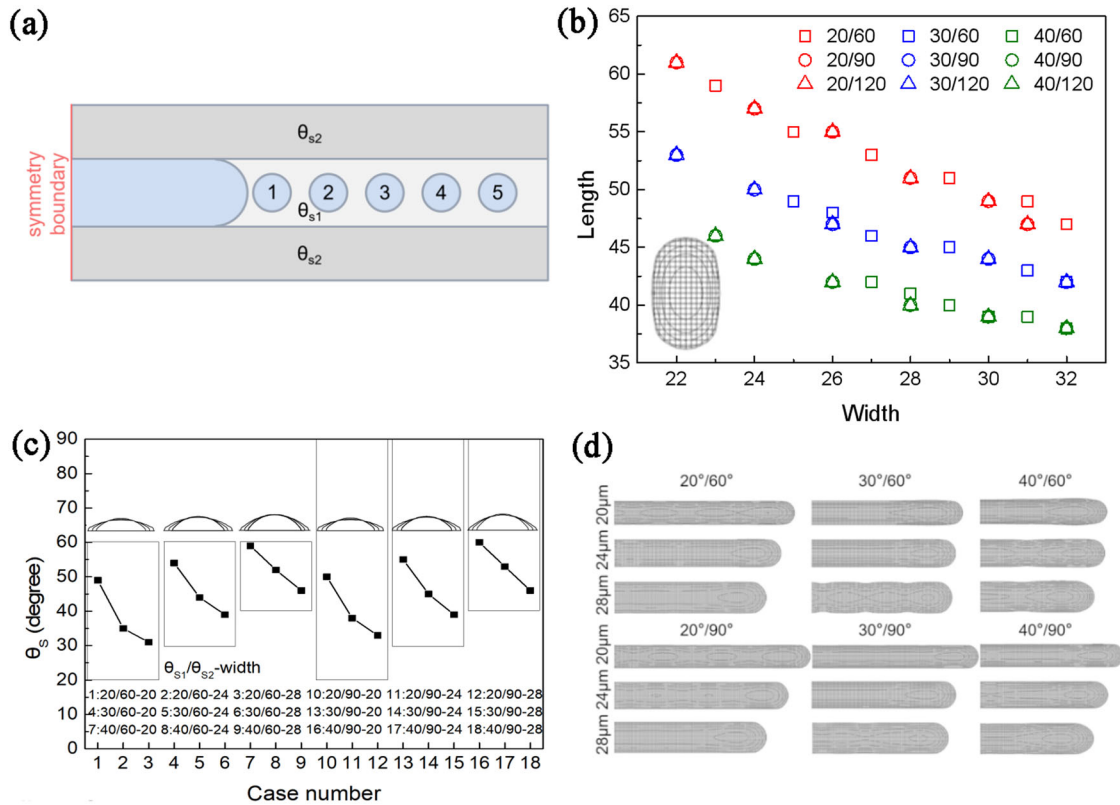 (a)
symmetry
boundary
θs2
1 2 3 4 5
θs1
θs2
(b)
65
60
55
50
45
40
35
Length
20/60 30/60 40/60
20/90 30/90 40/90
20/120 30/120 40/120
22 24 26 28 30 32
Width
(c)
90
80
70
60
50
40
30
20
10
0
θS (degree)
θS1/θS2-width
1:20/60-20 2:20/60-24 3:20/60-28 10:20/90-20 11:20/90-24 12:20/90-28
4:30/60-20 5:30/60-24 6:30/60-28 13:30/90-20 14:30/90-24 15:30/90-28
7:40/60-20 8:40/60-24 9:40/60-28 16:40/90-20 17:40/90-24 18:40/90-28
1 2 3 4 5 6 7 8 9 10 11 12 13 14 15 16 17 18
Case number
(d)
20°/60° 30°/60° 40°/60°
20μm
24μm
28μm
20°/90° 30°/90° 40°/90°
20μm
24μm
28μm